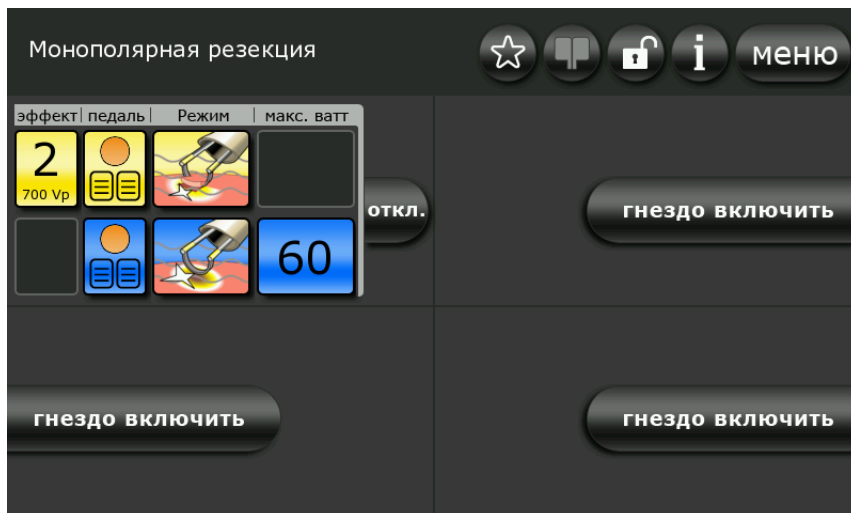 Монополярная резекция
i
меню
эффект педаль Режим макс. ватт
2
700 Vp
откл.
гнездо включить
60
гнездо включить
гнездо включить